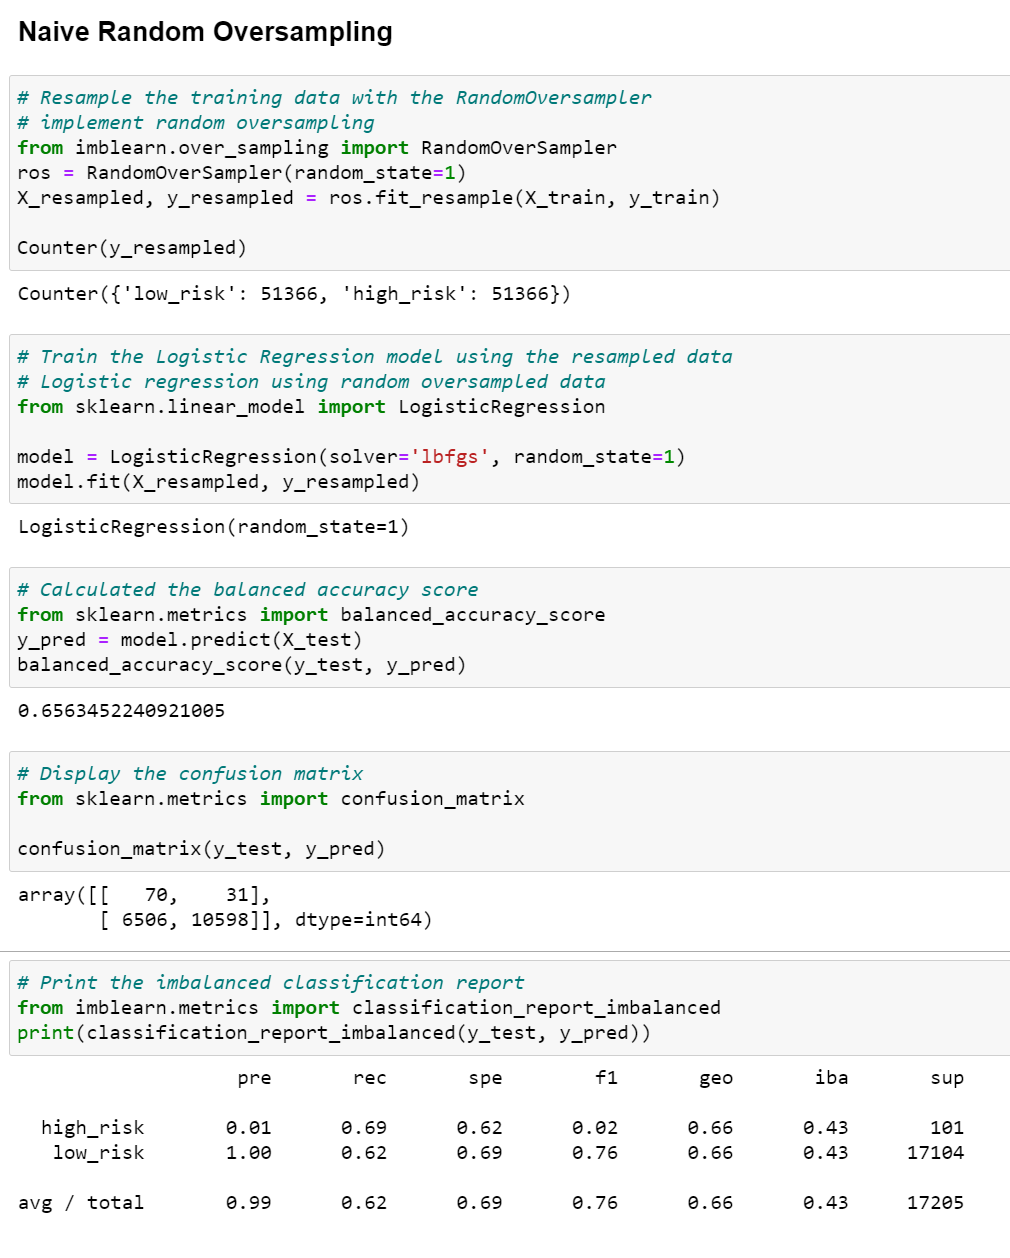 Naive Random Oversampling
# Resample the training data with the RandomOversampler
# implement random oversampling
from imblearn.over_sampling import RandomOverSampler
ros = RandomOverSampler(random_state=1)
X_resampled, y_resampled = ros.fit_resample(X_train, y_train)
Counter(y_resampled)
Counter({'low_risk': 51366, 'high_risk': 51366})
# Train the Logistic Regression model using the resampled data
# Logistic regression using random oversampled data
from sklearn.linear_model import LogisticRegression
model = LogisticRegression(solver='lbfgs', random_state=1)
model.fit(X_resampled, y_resampled)
LogisticRegression(random_state=1)
# Calculated the balanced accuracy score
from sklearn.metrics import balanced_accuracy_score
y_pred = model.predict(X_test)
balanced_accuracy_score(y_test, y_pred)
0.6563452240921005
# Display the confusion matrix
from sklearn.metrics import confusion_matrix
confusion_matrix(y_test, y_pred)
array([[   70,    31],
       [ 6506, 10598]], dtype=int64)
# Print the imbalanced classification report
from imblearn.metrics import classification_report_imbalanced
print(classification_report_imbalanced(y_test, y_pred))
                   pre       rec       spe        f1       geo       iba       sup
  high_risk       0.01      0.69      0.62      0.02      0.66      0.43       101
   low_risk       1.00      0.62      0.69      0.76      0.66      0.43     17104
avg / total       0.99      0.62      0.69      0.76      0.66      0.43     17205